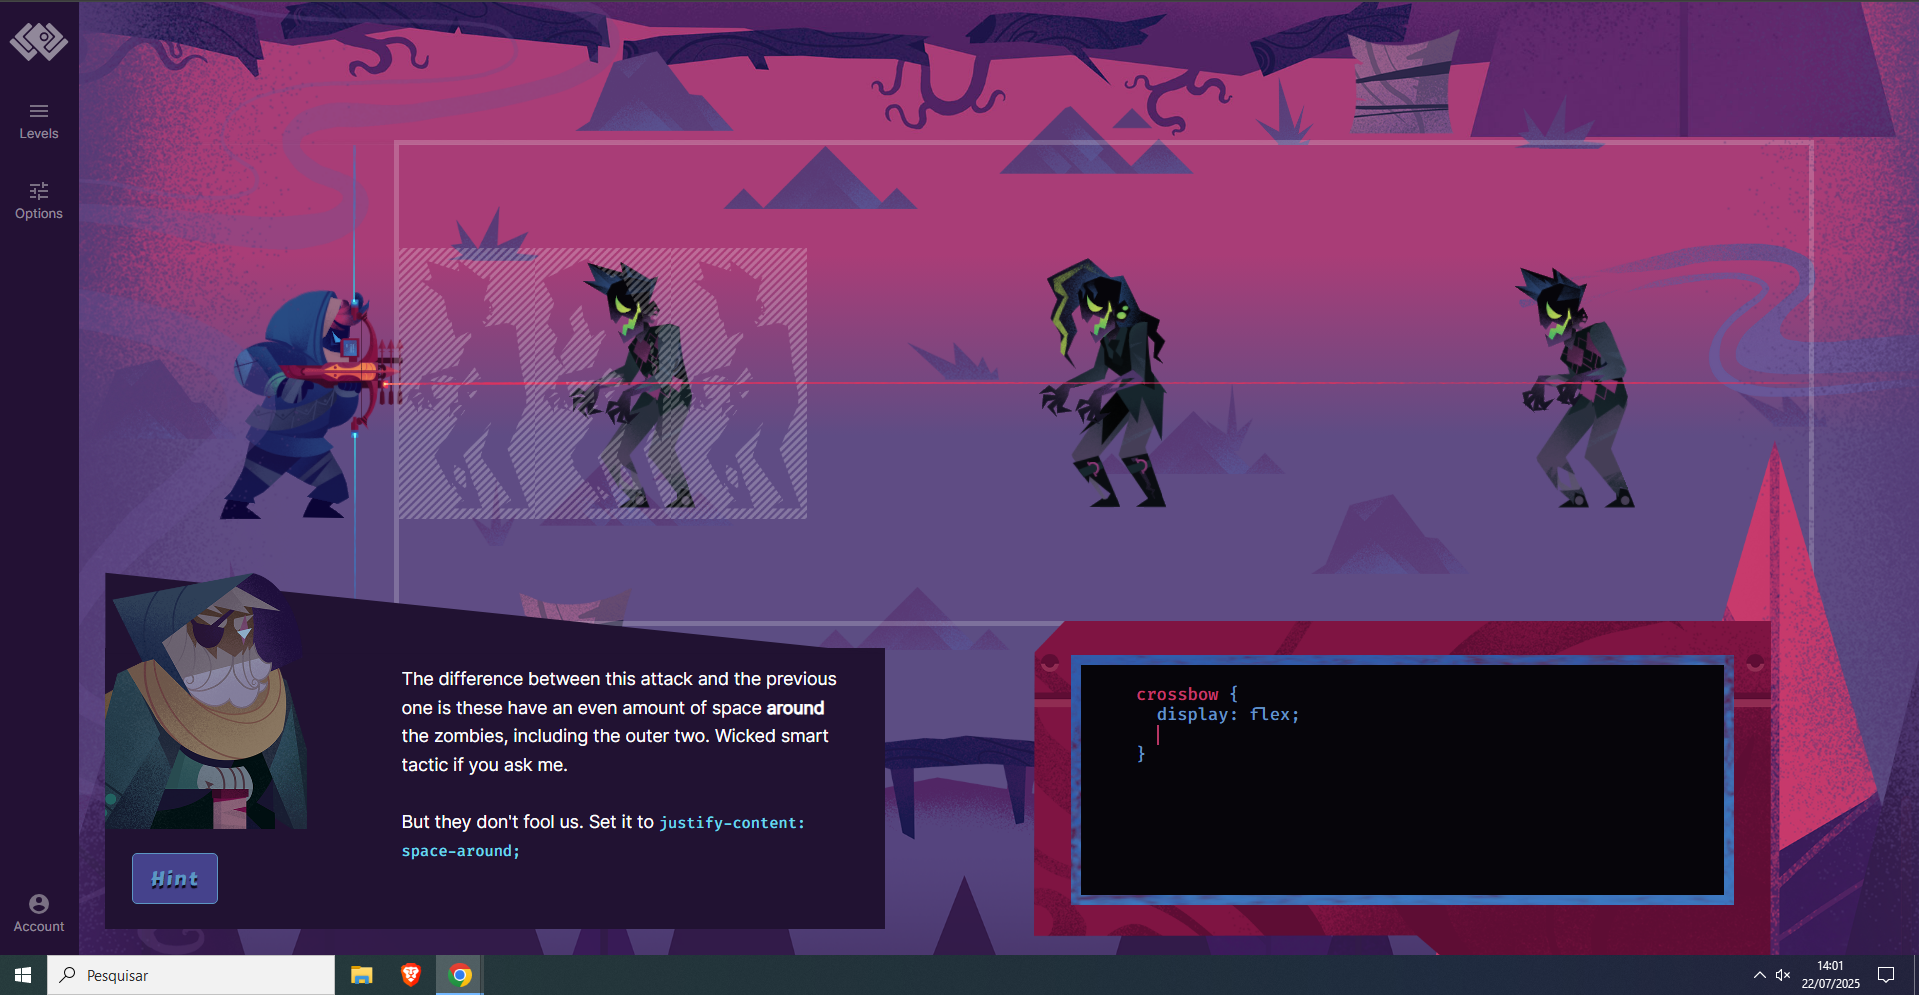 Levels
Options
The difference between this attack and the previous
one is these have an even amount of space around
the zombies, including the outer two. Wicked smart
tactic if you ask me.
But they don't fool us. Set it to justify-content:
space-around;
Hint
crossbow {
display: flex;
}
Account
Pesquisar
14:01
22/07/2025